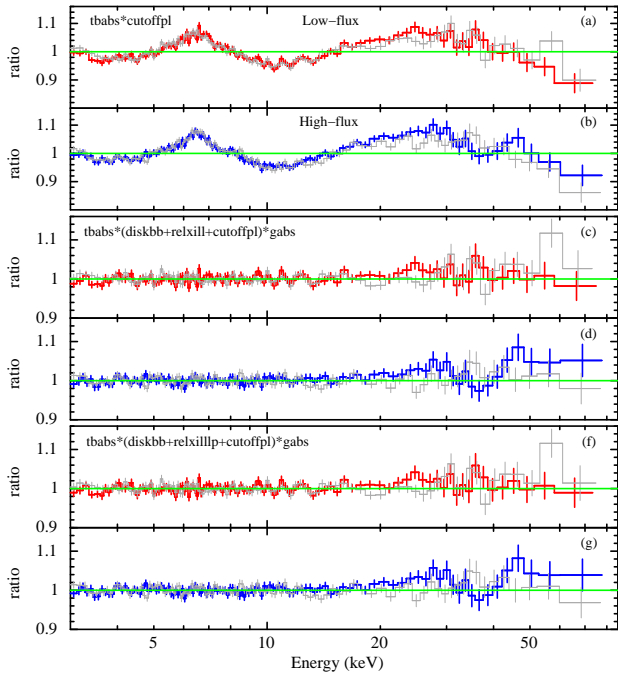 tbabs*cutoffpl Low-flux (a)
ratio
1.1
1
0.9
High-flux (b)
ratio
1.1
1
0.9
tbabs*(diskbb+relxill+cutoffpl)*gabs (c)
ratio
1.1
1
0.9
(d)
ratio
1.1
1
0.9
tbabs*(diskbb+relxilllp+cutoffpl)*gabs (f)
ratio
1.1
1
0.9
(g)
ratio
1.1
1
0.9
5 10 20 50
Energy (keV)